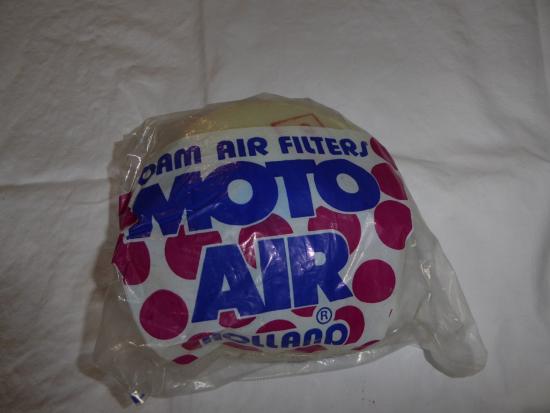 OAM AIR FILTERS
MOTO
AIR
®
HOLLAND